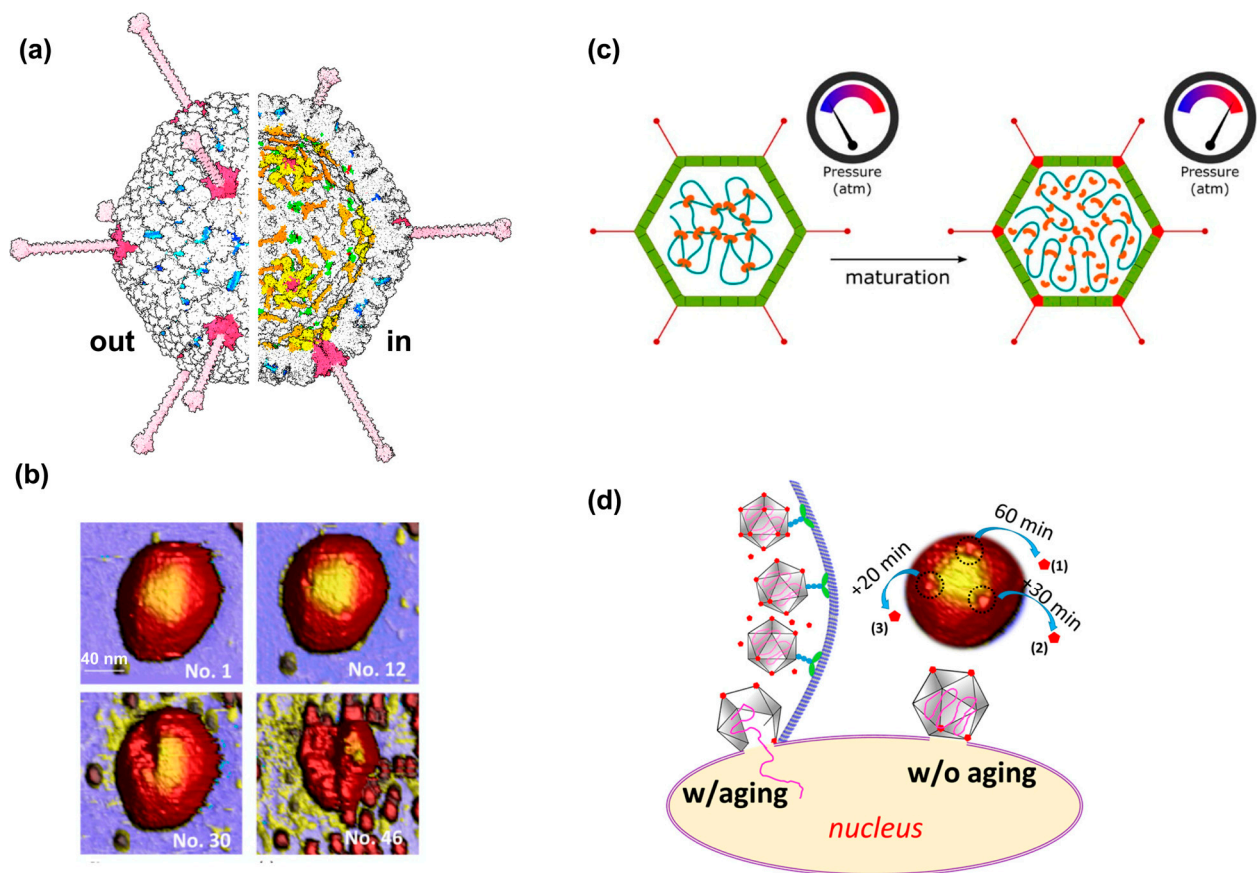 (a)
out
in
(b)
40 nm
No. 1
No. 12
No. 30
No. 46
(c)
Pressure
(atm)
maturation
Pressure
(atm)
(d)
60 min
(1)
+20 min
(3)
+30 min
(2)
w/aging
w/o aging
nucleus